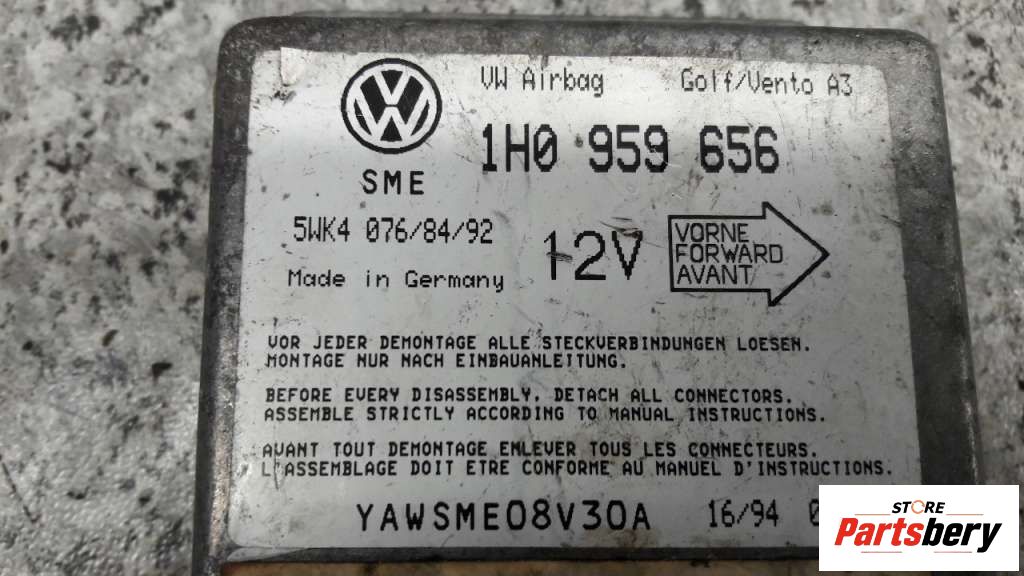 VW Airbag Golf/Vento A3
1H0 959 656
SME
5WK4 076/84/92
12V
VORNE
FORWARD
AVANT
Made in Germany
VOR JEDER DEMONTAGE ALLE STECKVERBINDUNGEN LOESEN.
MONTAGE NUR NACH EINBAUANLEITUNG.
BEFORE EVERY DISASSEMBLY, DETACH ALL CONNECTORS.
ASSEMBLE STRICTLY ACCORDING TO MANUAL INSTRUCTIONS.
AVANT TOUT DEMONTAGE ENLEVER TOUS LES CONNECTEURS.
L'ASSEMBLAGE DOIT ETRE CONFORME AU MANUEL D'INSTRUCTIONS.
YAWSME08V30A 16/94
STORE
Partsbery